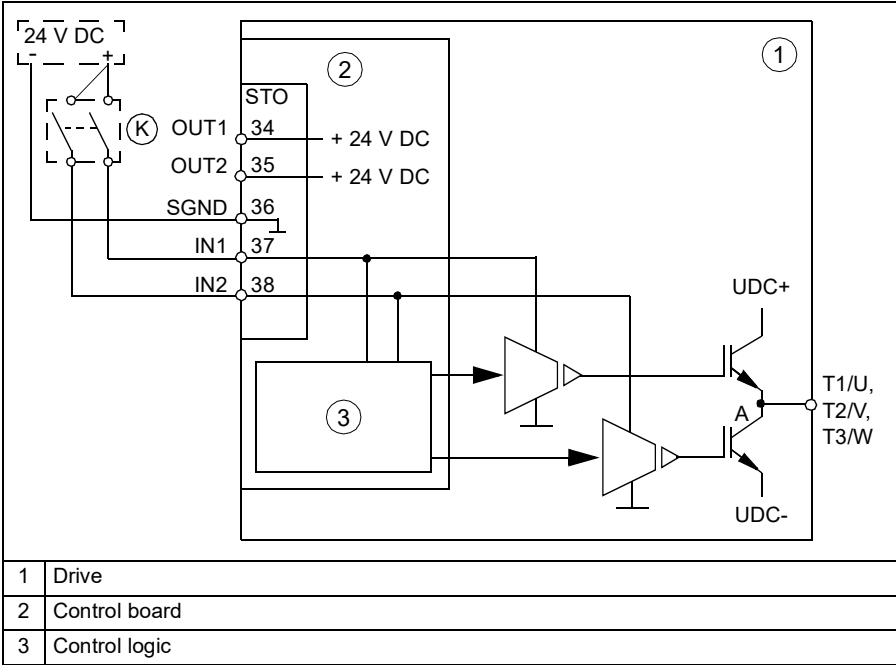 24 V DC
- +
K
1
2
STO
OUT1 34 + 24 V DC
OUT2 35 + 24 V DC
SGND 36
IN1 37
IN2 38
UDC+
3
A
T1/U,
T2/V,
T3/W
UDC-
1 Drive
2 Control board
3 Control logic